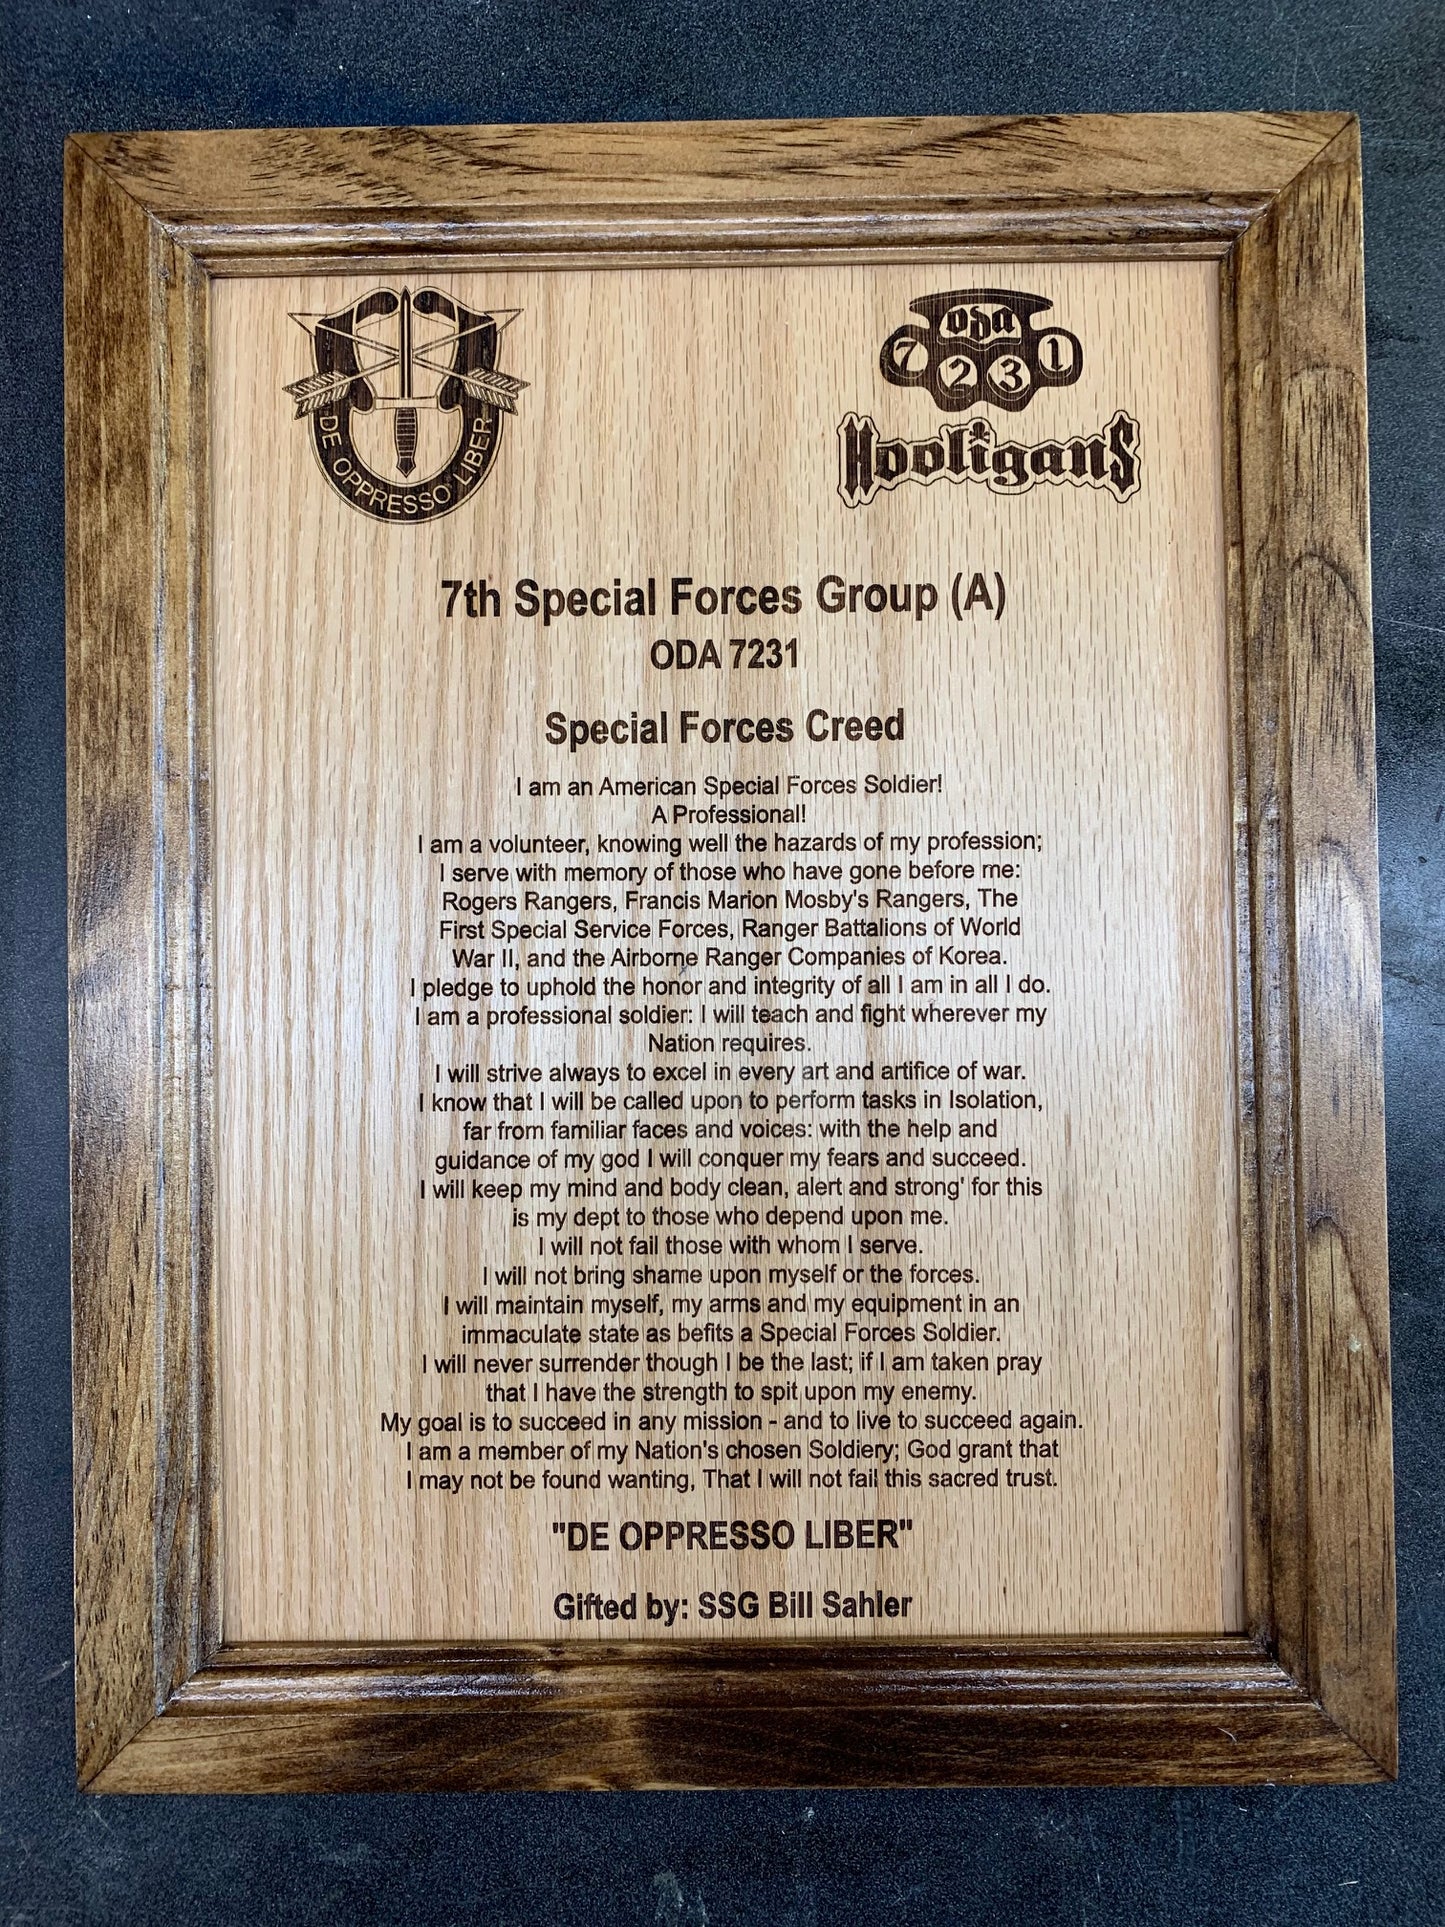 DE OPPRESSO LIBER
oda
7 2 3 1
Hooligans
7th Special Forces Group (A)
ODA 7231
Special Forces Creed
I am an American Special Forces Soldier!
A Professional!
I am a volunteer, knowing well the hazards of my profession;
I serve with memory of those who have gone before me:
Rogers Rangers, Francis Marion Mosby's Rangers, The
First Special Service Forces, Ranger Battalions of World
War II, and the Airborne Ranger Companies of Korea.
I pledge to uphold the honor and integrity of all I am in all I do.
I am a professional soldier: I will teach and fight wherever my
Nation requires.
I will strive always to excel in every art and artifice of war.
I know that I will be called upon to perform tasks in Isolation,
far from familiar faces and voices: with the help and
guidance of my god I will conquer my fears and succeed.
I will keep my mind and body clean, alert and strong' for this
is my dept to those who depend upon me.
I will not fail those with whom I serve.
I will not bring shame upon myself or the forces.
I will maintain myself, my arms and my equipment in an
immaculate state as befits a Special Forces Soldier.
I will never surrender though I be the last; if I am taken pray
that I have the strength to spit upon my enemy.
My goal is to succeed in any mission - and to live to succeed again.
I am a member of my Nation's chosen Soldiery; God grant that
I may not be found wanting, That I will not fail this sacred trust.
"DE OPPRESSO LIBER"
Gifted by: SSG Bill Sahler